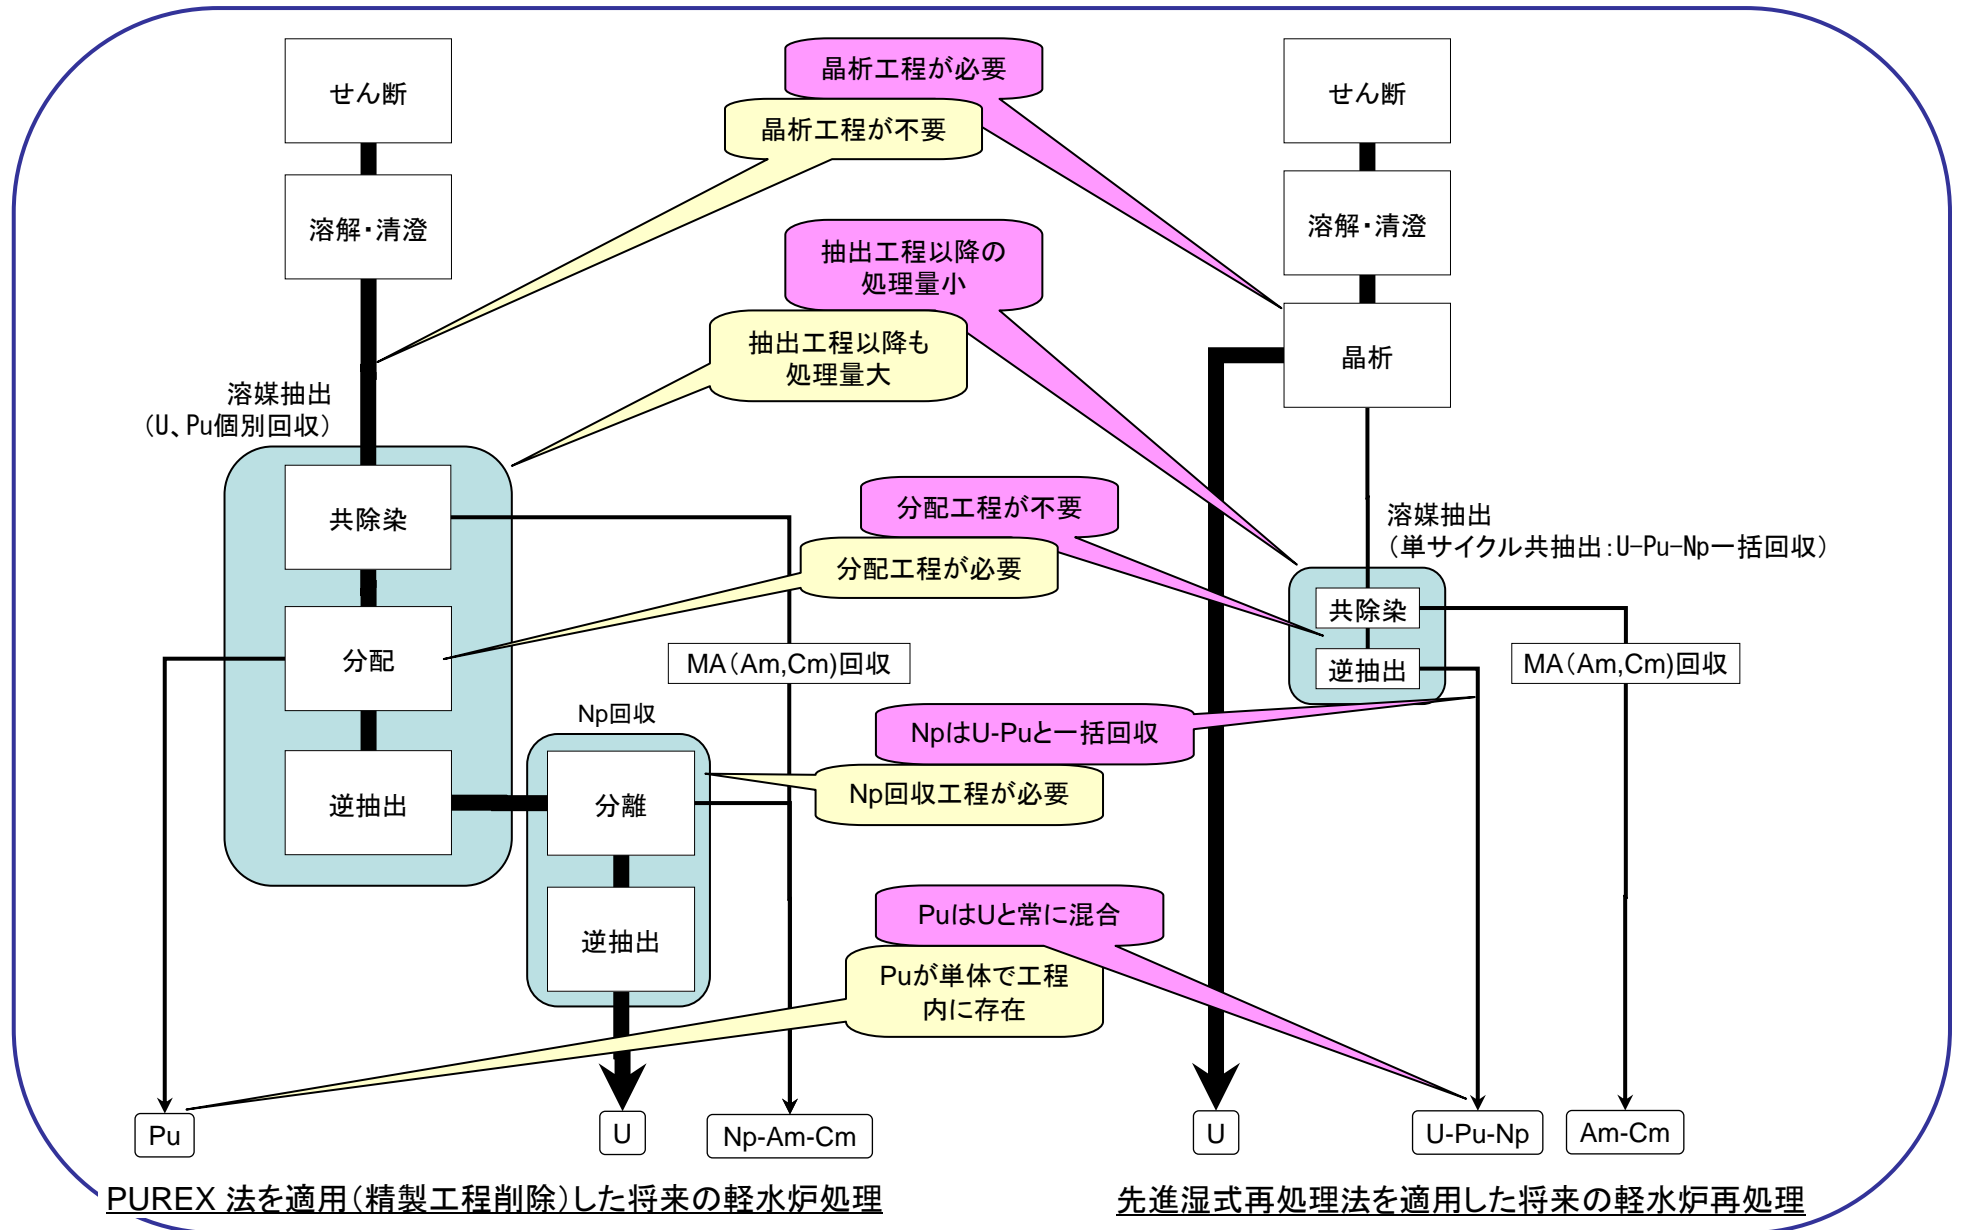 せん断
溶解・清澄
溶媒抽出
（U、Pu個別回収）
共除染
分配
逆抽出
Np回収
分離
逆抽出
MA（Am,Cm)回収
Pu
U
Np-Am-Cm
PUREX 法を適用（精製工程削除）した将来の軽水炉処理
晶析工程が必要
晶析工程が不要
抽出工程以降の
処理量小
抽出工程以降も
処理量大
分配工程が不要
分配工程が必要
NpはU-Puと一括回収
Np回収工程が必要
PuはUと常に混合
Puが単体で工程
内に存在
せん断
溶解・清澄
晶析
溶媒抽出
（単サイクル共抽出：U-Pu-Np一括回収）
共除染
逆抽出
MA（Am,Cm)回収
U
U-Pu-Np
Am-Cm
先進湿式再処理法を適用した将来の軽水炉再処理